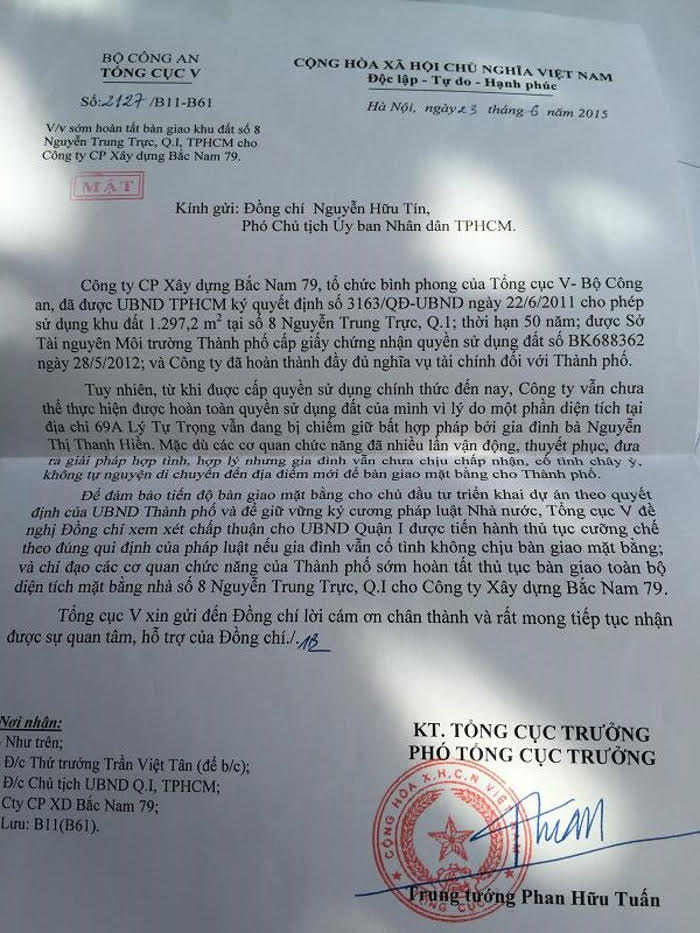 BỘ CÔNG AN
TỔNG CỤC V
Số: 2127 /B11-B61
V/v sớm hoàn tất bàn giao khu đất số 8
Nguyễn Trung Trực, Q.1, TPHCM cho
Công ty CP Xây dựng Bắc Nam 79.
MẬT
CỘNG HÒA XÃ HỘI CHỦ NGHĨA VIỆT NAM
Độc lập - Tự do - Hạnh phúc
Hà Nội, ngày 23 tháng 6 năm 2015
Kính gửi: Đồng chí Nguyễn Hữu Tín,
Phó Chủ tịch Ủy ban Nhân dân TPHCM.
Công ty CP Xây dựng Bắc Nam 79, tổ chức bình phong của Tổng cục V- Bộ Công
an, đã được UBND TPHCM ký quyết định số 3163/QĐ-UBND ngày 22/6/2011 cho phép
sử dụng khu đất 1.297,2 m² tại số 8 Nguyễn Trung Trực, Q.1; thời hạn 50 năm; được Sở
Tài nguyên Môi trường Thành phố cấp giấy chứng nhận quyền sử dụng đất số BK688362
ngày 28/5/2012; và Công ty đã hoàn thành đầy đủ nghĩa vụ tài chính đối với Thành phố.
Tuy nhiên, từ khi được cấp quyền sử dụng chính thức đến nay, Công ty vẫn chưa
thể thực hiện được hoàn toàn quyền sử dụng đất của mình vì lý do một phần diện tích tại
địa chỉ 69A Lý Tự Trọng vẫn đang bị chiếm giữ bất hợp pháp bởi gia đình bà Nguyễn
Thị Thanh Hiền. Mặc dù các cơ quan chức năng đã nhiều lần vận động, thuyết phục, đưa
ra giải pháp hợp tình, hợp lý nhưng gia đình vẫn chưa chịu chấp nhận, cố tình chây ỳ,
không tự nguyện di chuyển đến địa điểm mới để bàn giao mặt bằng cho Thành phố.
Để đảm bảo tiến độ bàn giao mặt bằng cho chủ đầu tư triển khai dự án theo quyết
định của UBND Thành phố và để giữ vững kỷ cương pháp luật Nhà nước, Tổng cục V đề
nghị Đồng chí xem xét chấp thuận cho UBND Quận I được tiến hành thủ tục cưỡng chế
theo đúng qui định của pháp luật nếu gia đình vẫn cố tình không chịu bàn giao mặt bằng;
và chỉ đạo các cơ quan chức năng của Thành phố sớm hoàn tất thủ tục bàn giao toàn bộ
diện tích mặt bằng nhà số 8 Nguyễn Trung Trực, Q.I cho Công ty Xây dựng Bắc Nam 79.
Tổng cục V xin gửi đến Đồng chí lời cám ơn chân thành và rất mong tiếp tục nhận
được sự quan tâm, hỗ trợ của Đồng chí./.
Nơi nhận:
- Như trên;
Đ/c Thứ trưởng Trần Việt Tân (để b/c);
Đ/c Chủ tịch UBND Q.I, TPHCM;
Cty CP XD Bắc Nam 79;
Lưu: B11(B61).
KT. TỔNG CỤC TRƯỞNG
PHÓ TỔNG CỤC TRƯỞNG
CỘNG HÒA X.H.C.N VIỆT NAM
TỔNG CỤC
Trung tướng Phan Hữu Tuấn